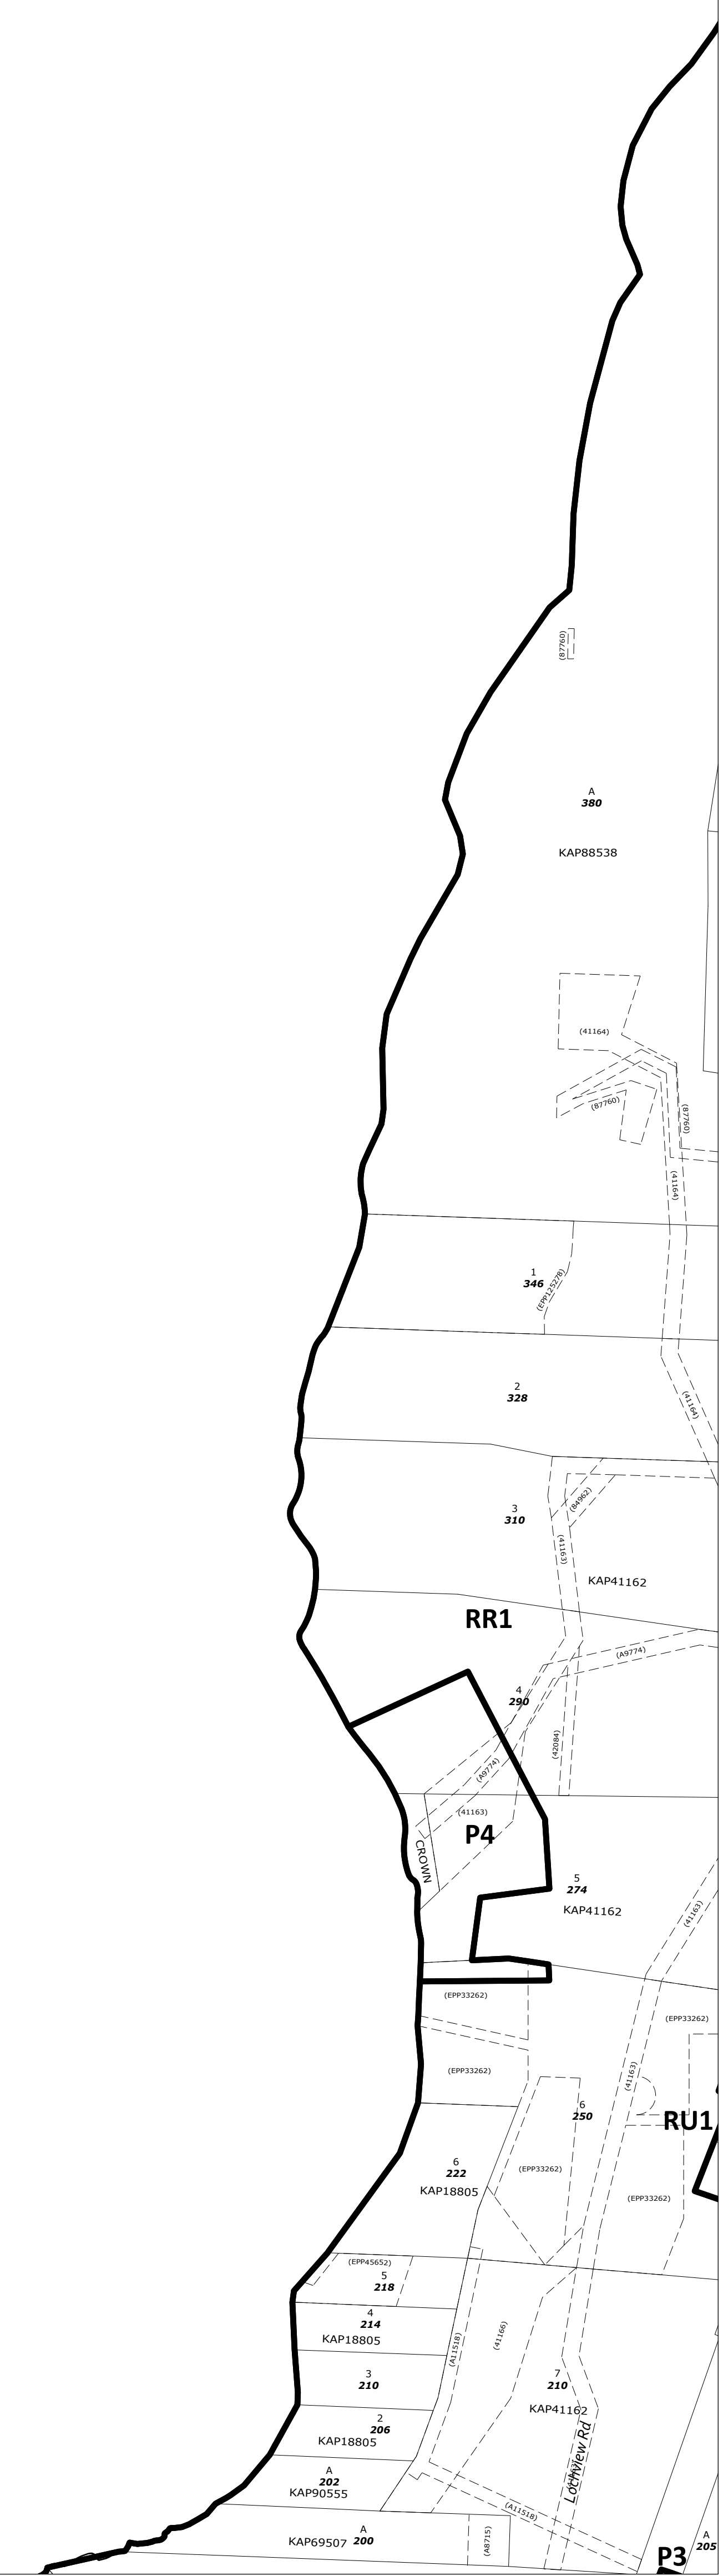 (87760)
A
380
KAP88538
(41164)
(87760)
(87760)
(41164)
1
346
(EPP125278)
2
328
(41164)
3
310
(84962)
(41163)
KAP41162
RR1
(A9774)
4
290
(42084)
(A9774)
(41163)
P4
CROWN
5
274
KAP41162
(41163)
(EPP33262)
(EPP33262)
(EPP33262)
(41163)
6
250
RU1
6
222
KAP18805
(EPP33262)
(EPP33262)
(EPP45652)
5
218
4
214
KAP18805
(A11518)
(41166)
3
210
7
210
KAP41162
2
206
KAP18805
Lochview Rd
A
202
KAP90555
(A11518)
A
KAP69507 200
(A8715)
A
205
P3